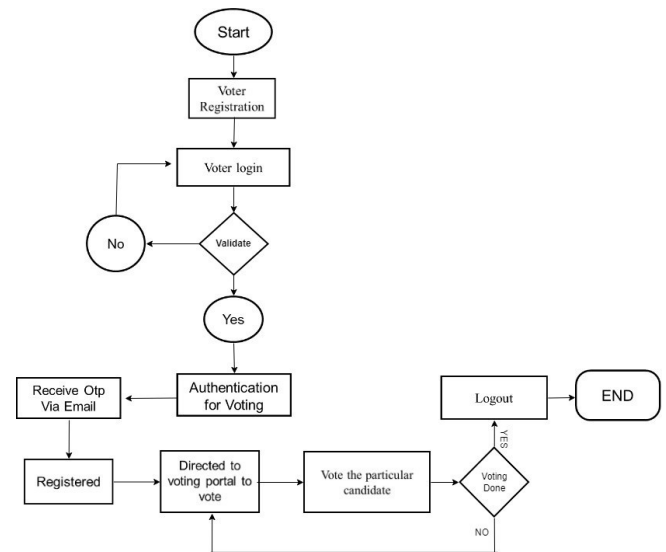 Start
Voter
Registration
Voter login
Validate
No
Yes
Authentication
for Voting
Receive Otp
Via Email
Registered
Directed to
voting portal to
vote
Vote the particular
candidate
Voting
Done
YES
NO
Logout
END